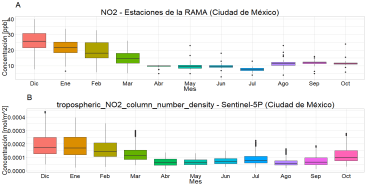 A
NO2 - Estaciones de la RAMA (Ciudad de México)
Concentración [ppb]
40
30
20
10
0
Dic Ene Feb Mar Abr May Jun Jul Ago Sep Oct
Mes
B
tropospheric_NO2_column_number_density - Sentinel-5P (Ciudad de México)
Concentración [mol/m^2]
0.0004
0.0003
0.0002
0.0001
0.0000
Dic Ene Feb Mar Abr May Jun Jul Ago Sep Oct
Mes